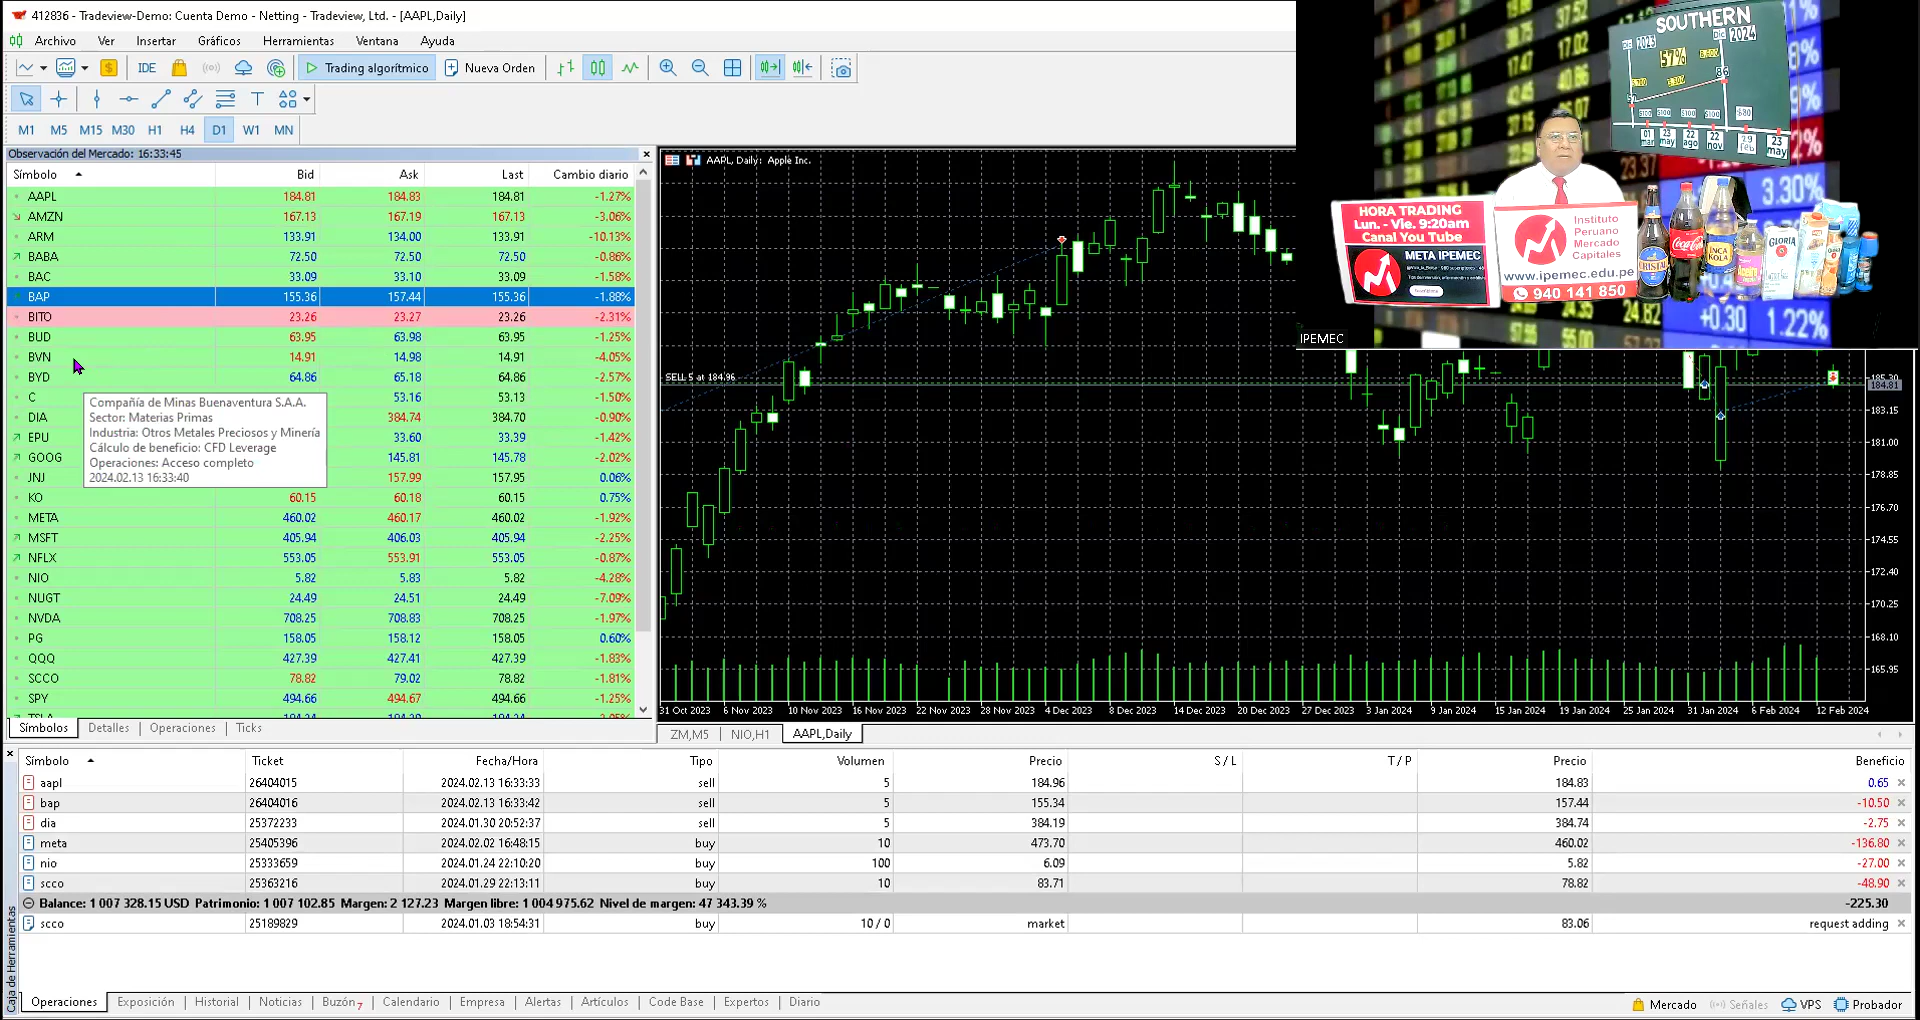 412836 - Tradeview-Demo: Cuenta Demo - Netting - Tradeview, Ltd. - [AAPL,Daily]
Archivo Ver Insertar Gráficos Herramientas Ventana Ayuda
IDE Trading algorítmico Nueva Orden
T
M1 M5 M15 M30 H1 H4 D1 W1 MN
Observación del Mercado: 16:33:45
Símbolo Bid Ask Last Cambio diario
AAPL 184.81 184.83 184.81 -1.27%
AMZN 167.13 167.19 167.13 -3.06%
ARM 133.91 134.00 133.91 -10.13%
BABA 72.50 72.50 72.50 -0.86%
BAC 33.09 33.10 33.09 -1.58%
BAP 155.36 157.44 155.36 -1.88%
BITO 23.26 23.27 23.26 -2.31%
BUD 63.95 63.98 63.95 -1.25%
BVN 14.91 14.98 14.91 -4.05%
BYD 64.86 65.18 64.86 -2.57%
C 53.16 53.13 -1.50%
DIA 384.74 384.70 -0.90%
EPU 33.60 33.39 -1.42%
GOOG 145.81 145.78 -2.02%
JNJ 157.99 157.95 0.06%
KO 60.15 60.18 60.15 0.75%
META 460.02 460.17 460.02 -1.92%
MSFT 405.94 406.03 405.94 -2.25%
NFLX 553.05 553.91 553.05 -0.87%
NIO 5.82 5.83 5.82 -4.28%
NUGT 24.49 24.51 24.49 -7.09%
NVDA 708.25 708.83 708.25 -1.97%
PG 158.05 158.12 158.05 0.60%
QQQ 427.39 427.41 427.39 -1.83%
SCCO 78.82 79.02 78.82 -1.81%
SPY 494.66 494.67 494.66 -1.25%
Compañía de Minas Buenaventura S.A.A.
Sector: Materias Primas
Industria: Otros Metales Preciosos y Minería
Cálculo de beneficio: CFD Leverage
Operaciones: Acceso completo
2024.02.13 16:33:40
Símbolos Detalles Operaciones Ticks
AAPL, Daily: Apple Inc.
SELL 5 at 184.96
185.30
184.81
183.15
181.00
178.85
176.70
174.55
172.40
170.25
168.10
165.95
31 Oct 2023 6 Nov 2023 10 Nov 2023 16 Nov 2023 22 Nov 2023 28 Nov 2023 4 Dec 2023 8 Dec 2023 14 Dec 2023 20 Dec 2023 27 Dec 2023 3 Jan 2024 9 Jan 2024 15 Jan 2024 19 Jan 2024 25 Jan 2024 31 Jan 2024 6 Feb 2024 12 Feb 2024
ZM,M5 NIO,H1 AAPL,Daily
SOUTHERN
2023
2024
57%
86
HORA TRADING
Lun. - Vie. 9:20am
Canal You Tube
META IPEMEC
Instituto
Peruano
Mercado
Capitales
www.ipemec.edu.pe
940 141 850
CRISTAL
Coca-Cola
INCA
KOLA
GLORIA
3.30%
+0.30 1.22%
IPEMEC
Símbolo Ticket Fecha/Hora Tipo Volumen Precio S / L T / P Precio Beneficio
aapl 26404015 2024.02.13 16:33:33 sell 5 184.96 184.83 0.65
bap 26404016 2024.02.13 16:33:42 sell 5 155.34 157.44 -10.50
dia 25372233 2024.01.30 20:52:37 sell 5 384.19 384.74 -2.75
meta 25405396 2024.02.02 16:48:15 buy 10 473.70 460.02 -136.80
nio 25333659 2024.01.24 22:10:20 buy 100 6.09 5.82 -27.00
scco 25363216 2024.01.29 22:13:11 buy 10 83.71 78.82 -48.90
Balance: 1 007 328.15 USD Patrimonio: 1 007 102.85 Margen: 2 127.23 Margen libre: 1 004 975.62 Nivel de margen: 47 343.39 % -225.30
scco 25189829 2024.01.03 18:54:31 buy 10 / 0 market 83.06 request adding
Caja de Herramientas
Operaciones Exposición Historial Noticias Buzón 7 Calendario Empresa Alertas Artículos Code Base Expertos Diario
Mercado Señales VPS Probador